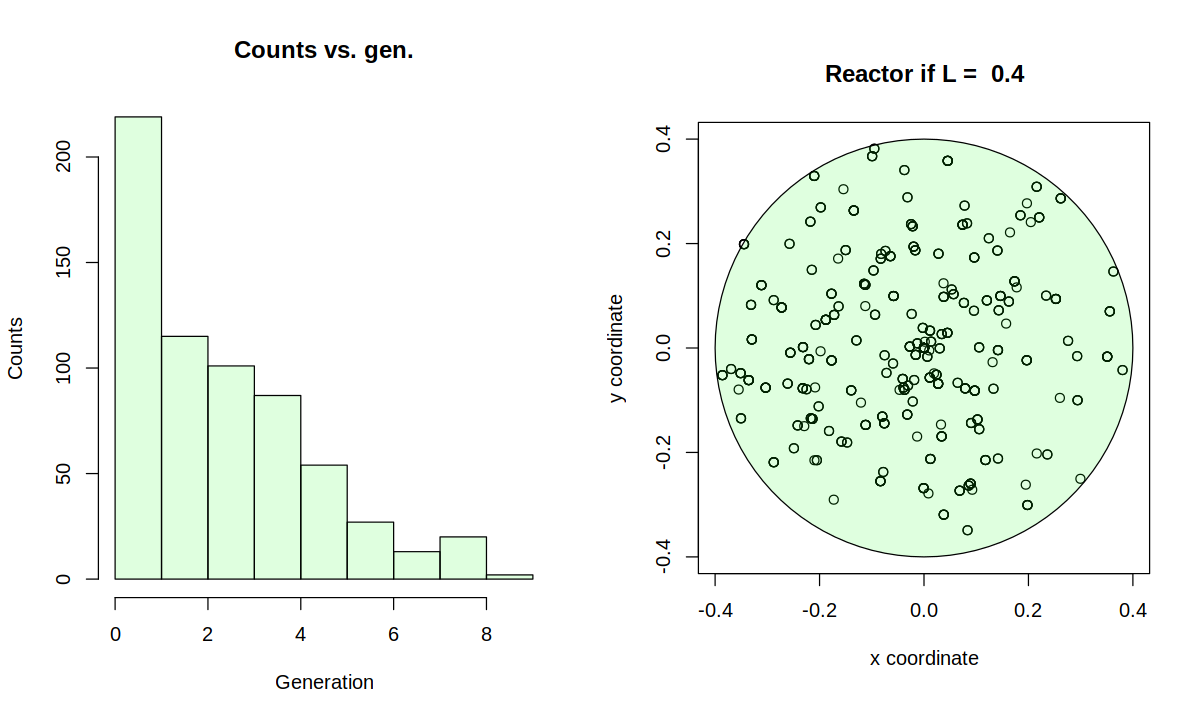 Counts vs. gen.
Counts
200
150
100
50
0
0 2 4 6 8
Generation
Reactor if L = 0.4
y coordinate
0.4
0.2
0.0
-0.2
-0.4
-0.4 -0.2 0.0 0.2 0.4
x coordinate